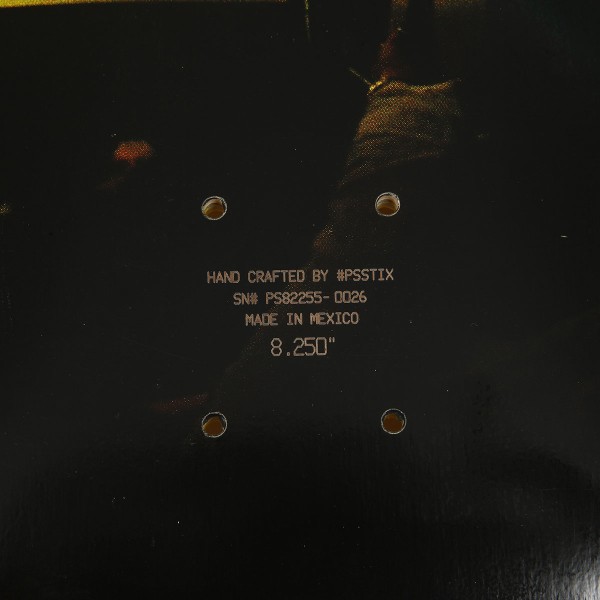 HAND CRAFTED BY #PSSTIX
SN# PS82255-0026
MADE IN MEXICO
8.250"